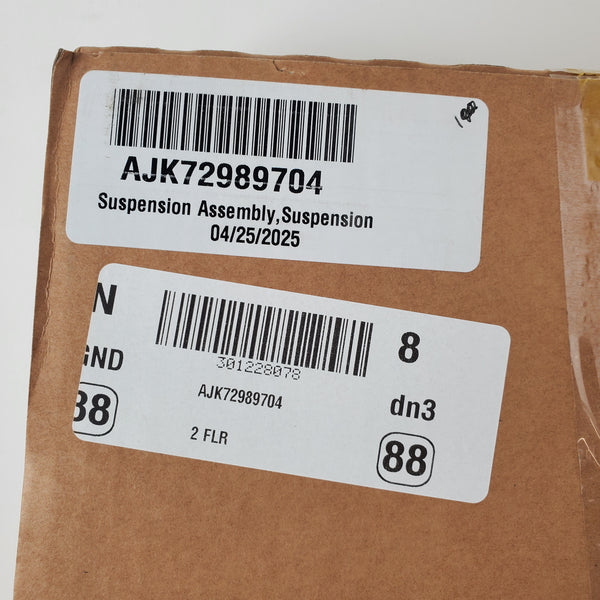 AJK72989704
Suspension Assembly,Suspension
04/25/2025
N
8
301228078
GND
AJK72989704
dn3
88
2 FLR
88